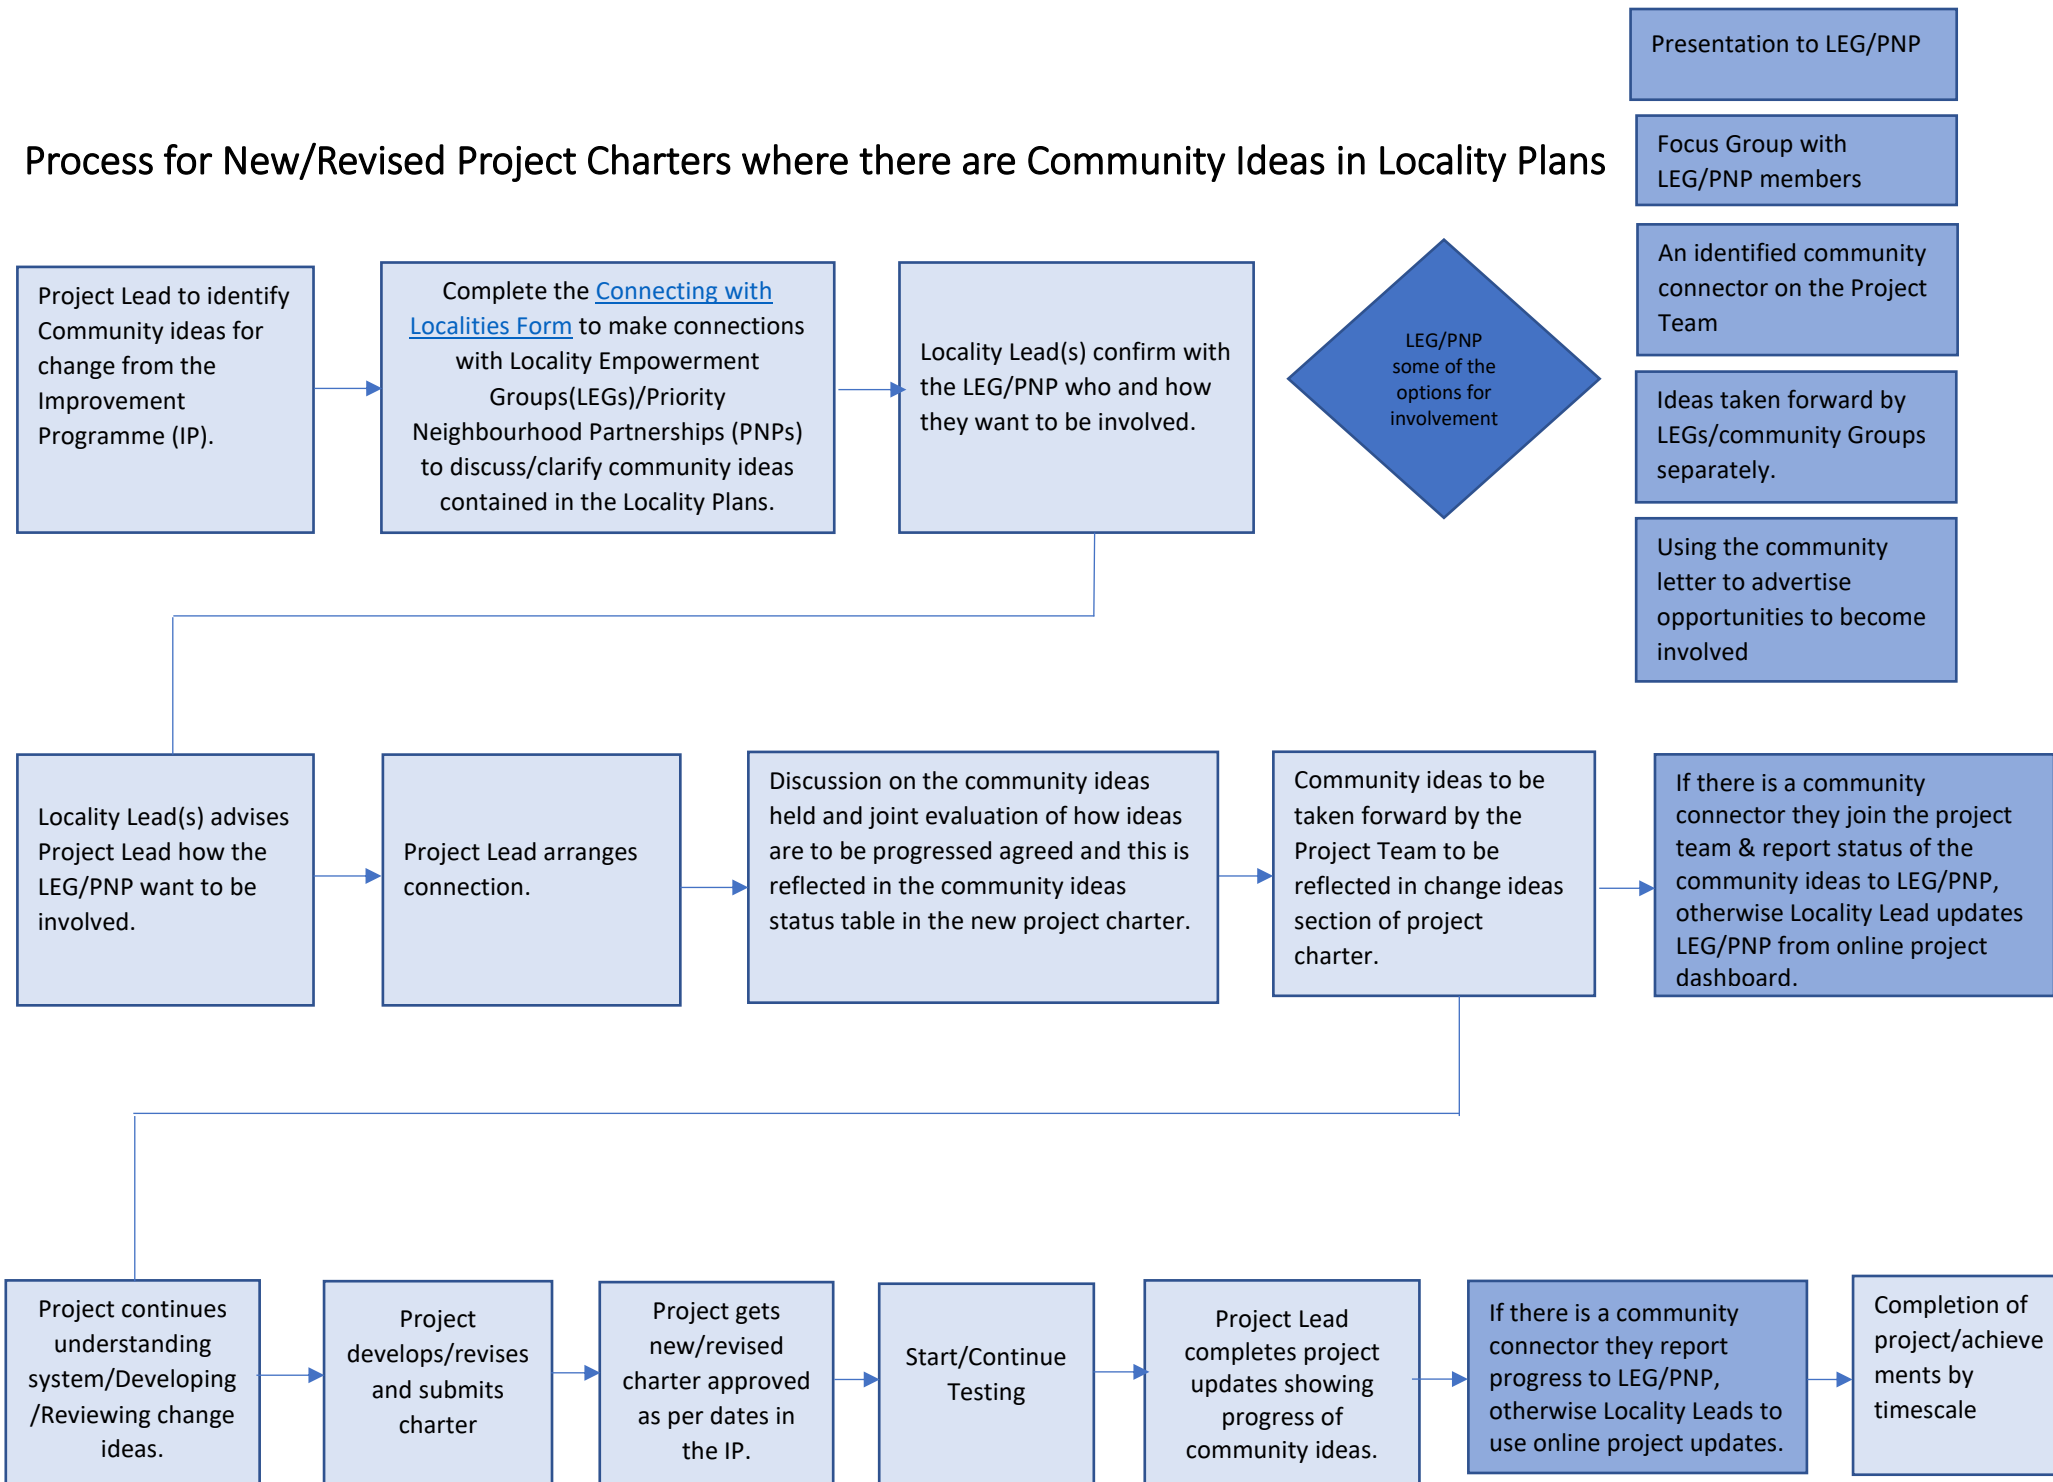 Process for New/Revised Project Charters where there are Community Ideas in Locality Plans
Presentation to LEG/PNP
Focus Group with
LEG/PNP members
An identified community
connector on the Project
Team
Ideas taken forward by
LEGs/community Groups
separately.
Using the community
letter to advertise
opportunities to become
involved
Project Lead to identify
Community ideas for
change from the
Improvement
Programme (IP).
Complete the Connecting with
Localities Form to make connections
with Locality Empowerment
Groups(LEGs)/Priority
Neighbourhood Partnerships (PNPs)
to discuss/clarify community ideas
contained in the Locality Plans.
Locality Lead(s) confirm with
the LEG/PNP who and how
they want to be involved.
LEG/PNP
some of the
options for
involvement
Locality Lead(s) advises
Project Lead how the
LEG/PNP want to be
involved.
Project Lead arranges
connection.
Discussion on the community ideas
held and joint evaluation of how ideas
are to be progressed agreed and this is
reflected in the community ideas
status table in the new project charter.
Community ideas to be
taken forward by the
Project Team to be
reflected in change ideas
section of project
charter.
If there is a community
connector they join the project
team & report status of the
community ideas to LEG/PNP,
otherwise Locality Lead updates
LEG/PNP from online project
dashboard.
Project continues
understanding
system/Developing
/Reviewing change
ideas.
Project
develops/revises
and submits
charter
Project gets
new/revised
charter approved
as per dates in
the IP.
Start/Continue
Testing
Project Lead
completes project
updates showing
progress of
community ideas.
If there is a community
connector they report
progress to LEG/PNP,
otherwise Locality Leads to
use online project updates.
Completion of
project/achieve
ments by
timescale